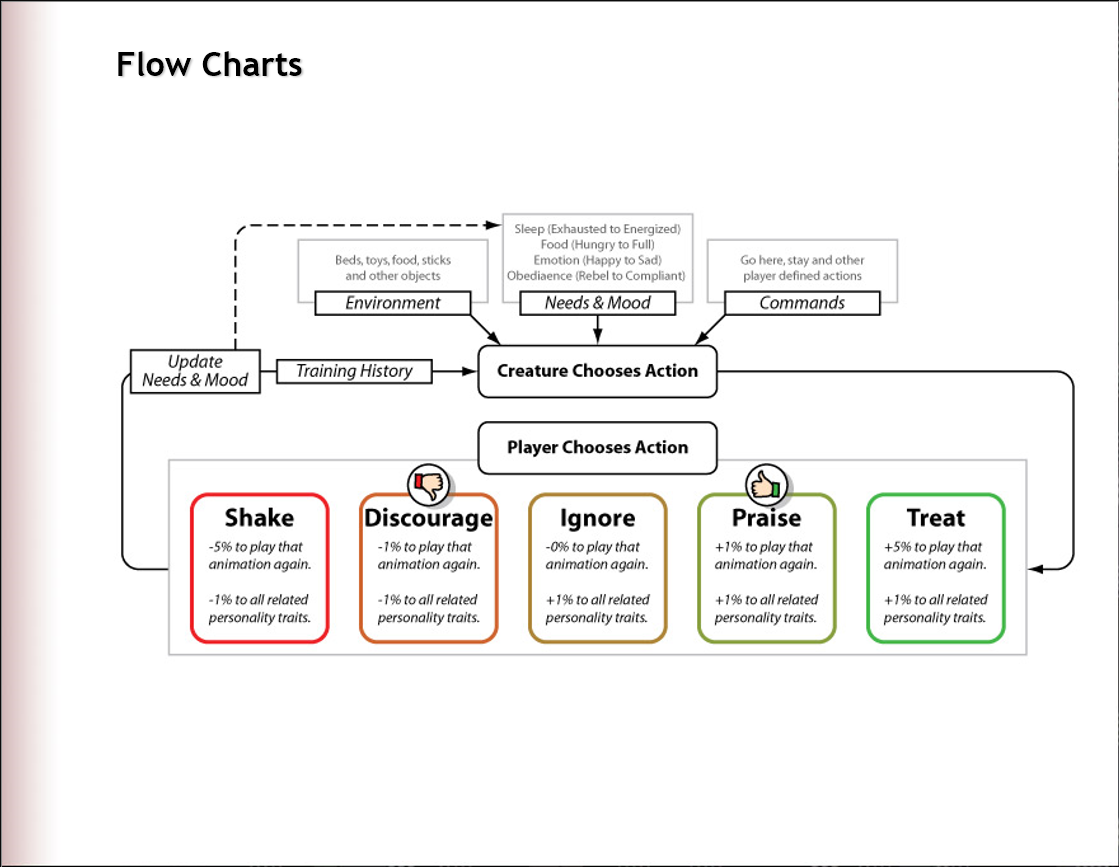 Flow Charts
Sleep (Exhausted to Energized)
Food (Hungry to Full)
Emotion (Happy to Sad)
Obediaence (Rebel to Compliant)
Beds, toys, food, sticks
and other objects
Go here, stay and other
player defined actions
Environment
Needs & Mood
Commands
Update
Needs & Mood
Training History
Creature Chooses Action
Player Chooses Action
Shake
-5% to play that
animation again.
-1% to all related
personality traits.
Discourage
-1% to play that
animation again.
-1% to all related
personality traits.
Ignore
-0% to play that
animation again.
+1% to all related
personality traits.
Praise
+1% to play that
animation again.
+1% to all related
personality traits.
Treat
+5% to play that
animation again.
+1% to all related
personality traits.